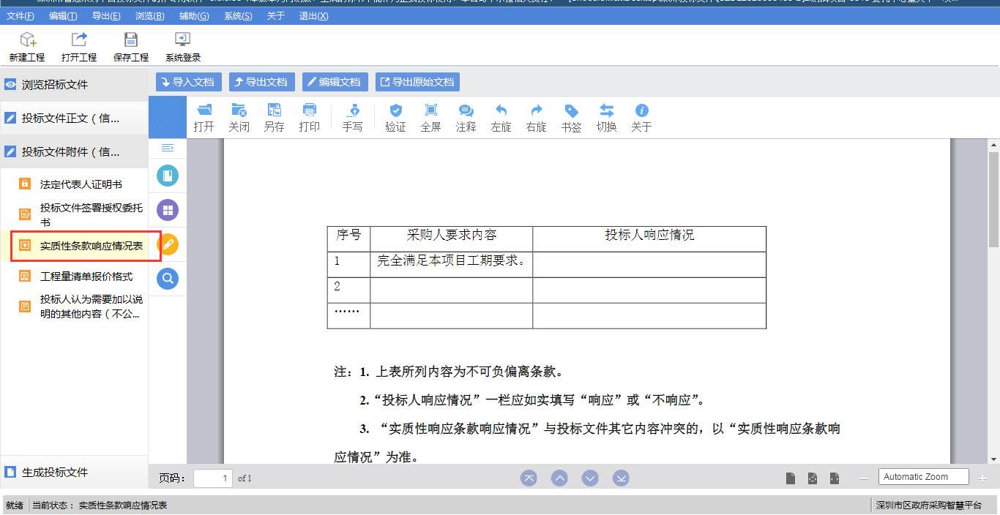 文件(F) 编辑(T) 导出(E) 浏览(B) 辅助(G) 系统(S) 关于 退出(X)
新建工程 打开工程 保存工程 系统登录
浏览招标文件
投标文件正文（信...
投标文件附件（信...
法定代表人证明书
投标文件签署授权委托
书
实质性条款响应情况表
工程量清单报价格式
投标人认为需要加以说
明的其他内容（不公...
生成投标文件
导入文档 导出文档 编辑文档 导出原始文档
打开 关闭 另存 打印 手写 验证 全屏 注释 左旋 右旋 书签 切换 关于
序号 采购人要求内容 投标人响应情况
1 完全满足本项目工期要求。
2
……
注：1. 上表所列内容为不可负偏离条款。
2.“投标人响应情况”一栏应如实填写“响应”或“不响应”。
3. “实质性响应条款响应情况”与投标文件其它内容冲突的，以“实质性响应条款响
应情况”为准。
页码： 1 of 1 Automatic Zoom
就绪 当前状态： 实质性条款响应情况表 深圳市区政府采购智慧平台